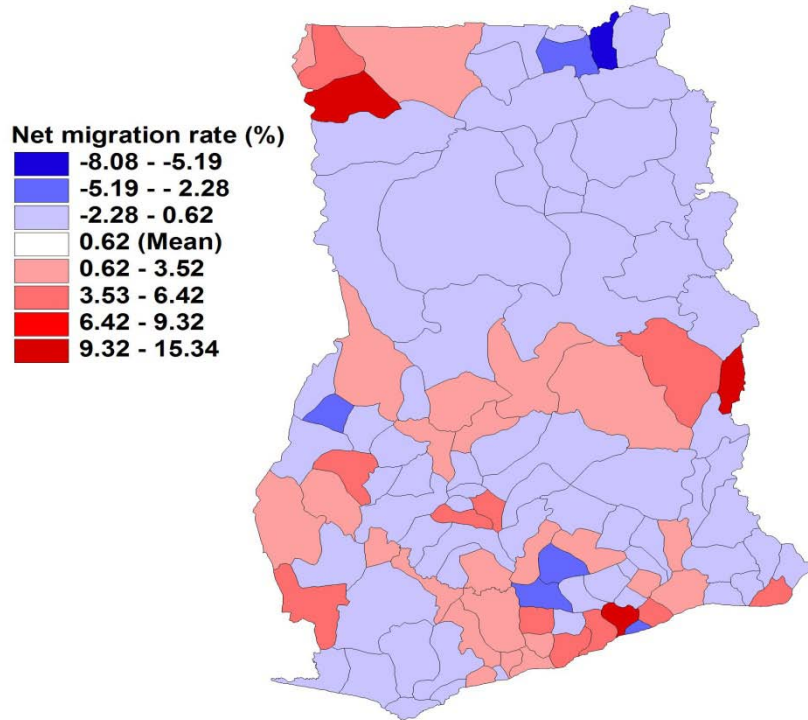 Net migration rate (%)
-8.08 - -5.19
-5.19 - - 2.28
-2.28 - 0.62
0.62 (Mean)
0.62 - 3.52
3.53 - 6.42
6.42 - 9.32
9.32 - 15.34